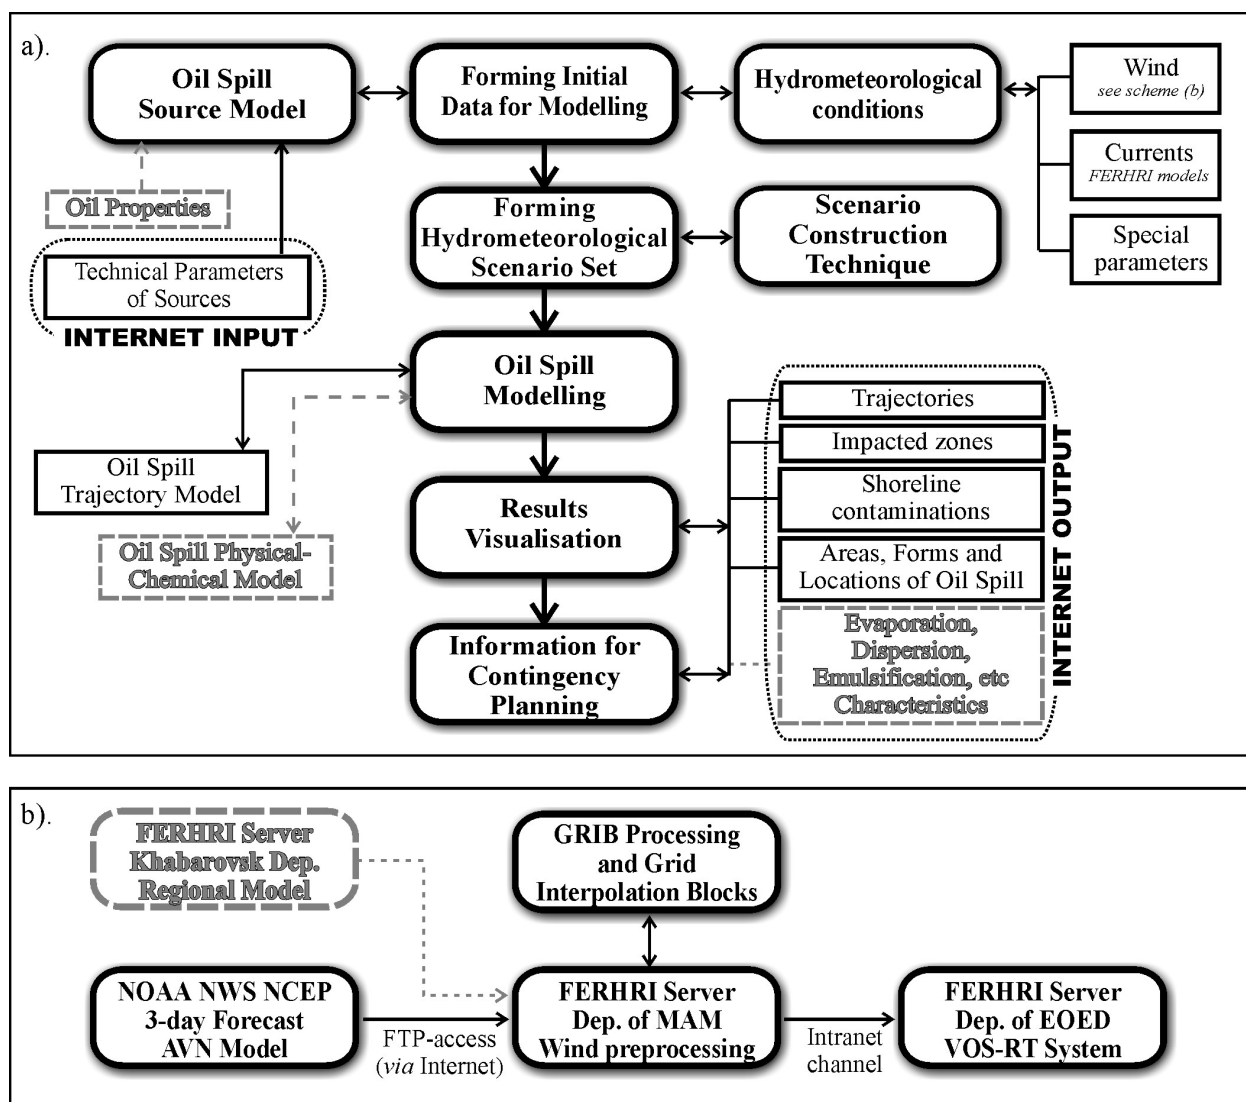 a).
Oil Spill
Source Model
Forming Initial
Data for Modelling
Hydrometeorological
conditions
Wind
see scheme (b)
Currents
FERHRI models
Special
parameters
Oil Properties
Technical Parameters
of Sources
INTERNET INPUT
Forming
Hydrometeorological
Scenario Set
Scenario
Construction
Technique
Oil Spill
Modelling
Oil Spill
Trajectory Model
Oil Spill Physical-
Chemical Model
Results
Visualisation
Information for
Contingency
Planning
Trajectories
Impacted zones
Shoreline
contaminations
Areas, Forms and
Locations of Oil Spill
Evaporation,
Dispersion,
Emulsification, etc
Characteristics
INTERNET OUTPUT
b).
FERHRI Server
Khabarovsk Dep.
Regional Model
GRIB Processing
and Grid
Interpolation Blocks
NOAA NWS NCEP
3-day Forecast
AVN Model
FTP-access
(via Internet)
FERHRI Server
Dep. of MAM
Wind preprocessing
Intranet
channel
FERHRI Server
Dep. of EOED
VOS-RT System